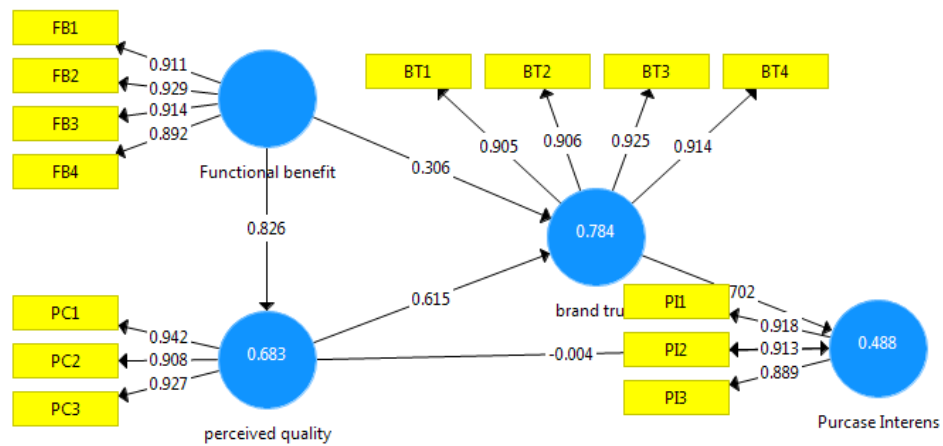 FB1
FB2
FB3
FB4
0.911
0.929
0.914
0.892
Functional benefit
BT1
BT2
BT3
BT4
0.905
0.906
0.925
0.914
0.306
0.826
0.784
0.615
brand tru
702
PC1
PC2
PC3
0.942
0.908
0.927
0.683
perceived quality
-0.004
PI1
PI2
PI3
0.918
0.913
0.889
0.488
Purcase Interens